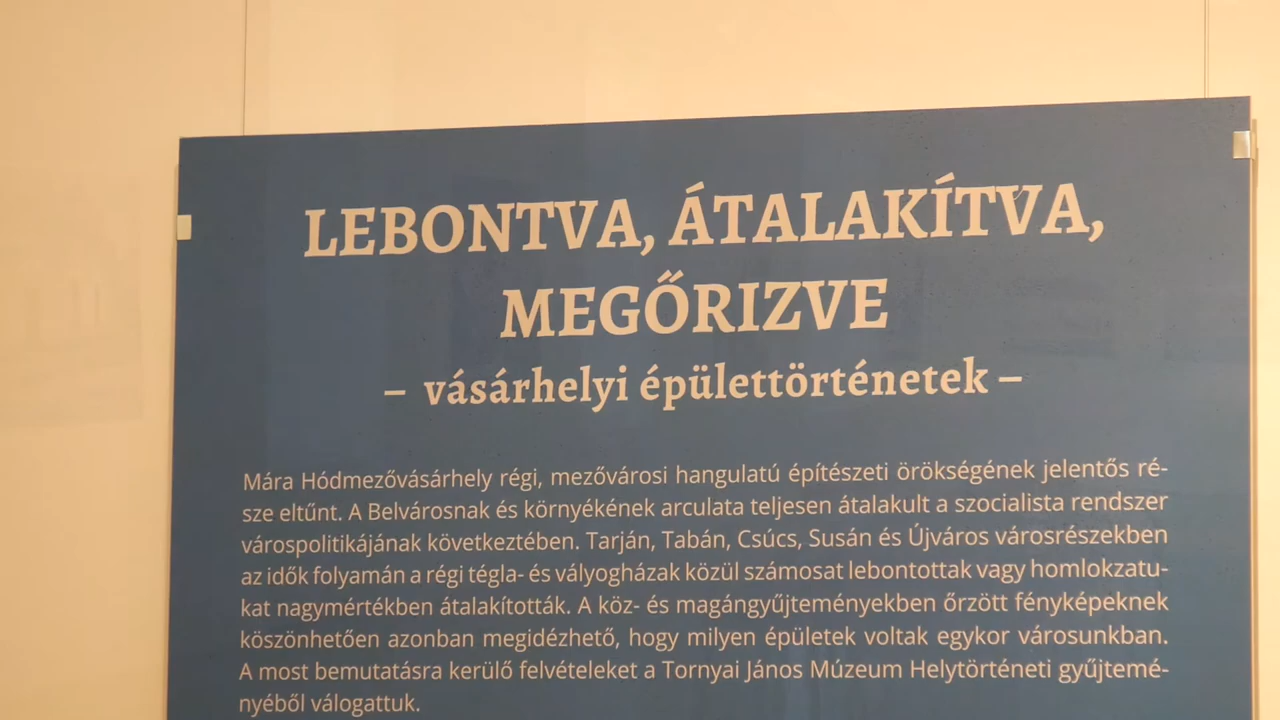 LEBONTVA, ÁTALAKÍTVA,
MEGŐRIZVE
– vásárhelyi épülettörténetek –
Mára Hódmezővásárhely régi, mezővárosi hangulatú építészeti örökségének jelentős ré-
sze eltűnt. A Belvárosnak és környékének arculata teljesen átalakult a szocialista rendszer
várospolitikájának következtében. Tarján, Tabán, Csúcs, Susán és Újváros városrészekben
az idők folyamán a régi tégla- és vályogházak közül számosat lebontottak vagy homlokzatu-
kat nagymértékben átalakították. A köz- és magángyűjteményekben őrzött fényképeknek
köszönhetően azonban megidézhető, hogy milyen épületek voltak egykor városunkban.
A most bemutatásra kerülő felvételeket a Tornyai János Múzeum Helytörténeti gyűjtemé-
nyéből válogattuk.